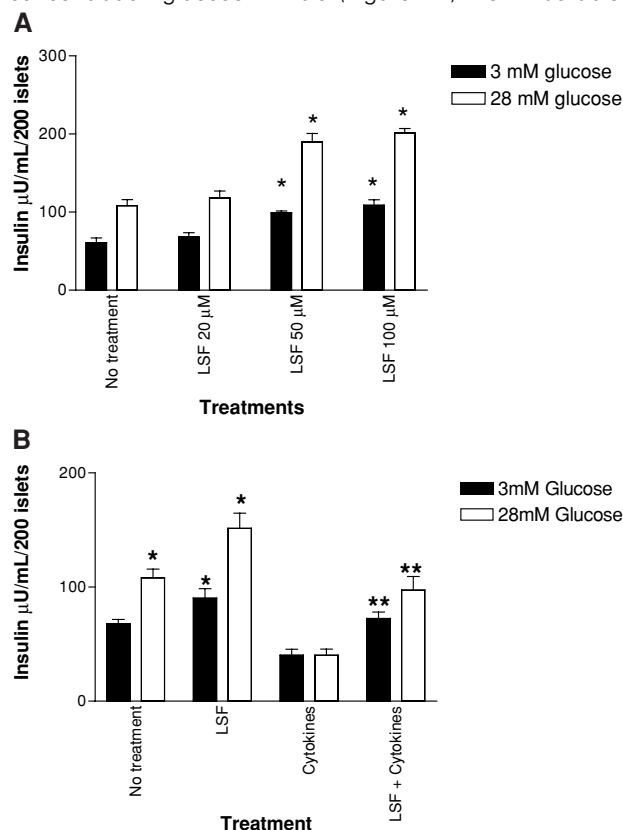 A
Insulin μU/mL/200 islets
300
200
100
0
* * * *
3 mM glucose
28 mM glucose
No treatment
LSF 20 μM
LSF 50 μM
LSF 100 μM
Treatments
B
Insulin μU/mL/200 islets
200
100
0
* * * ** **
3mM Glucose
28mM Glucose
No treatment
LSF
Cytokines
LSF + Cytokines
Treatment